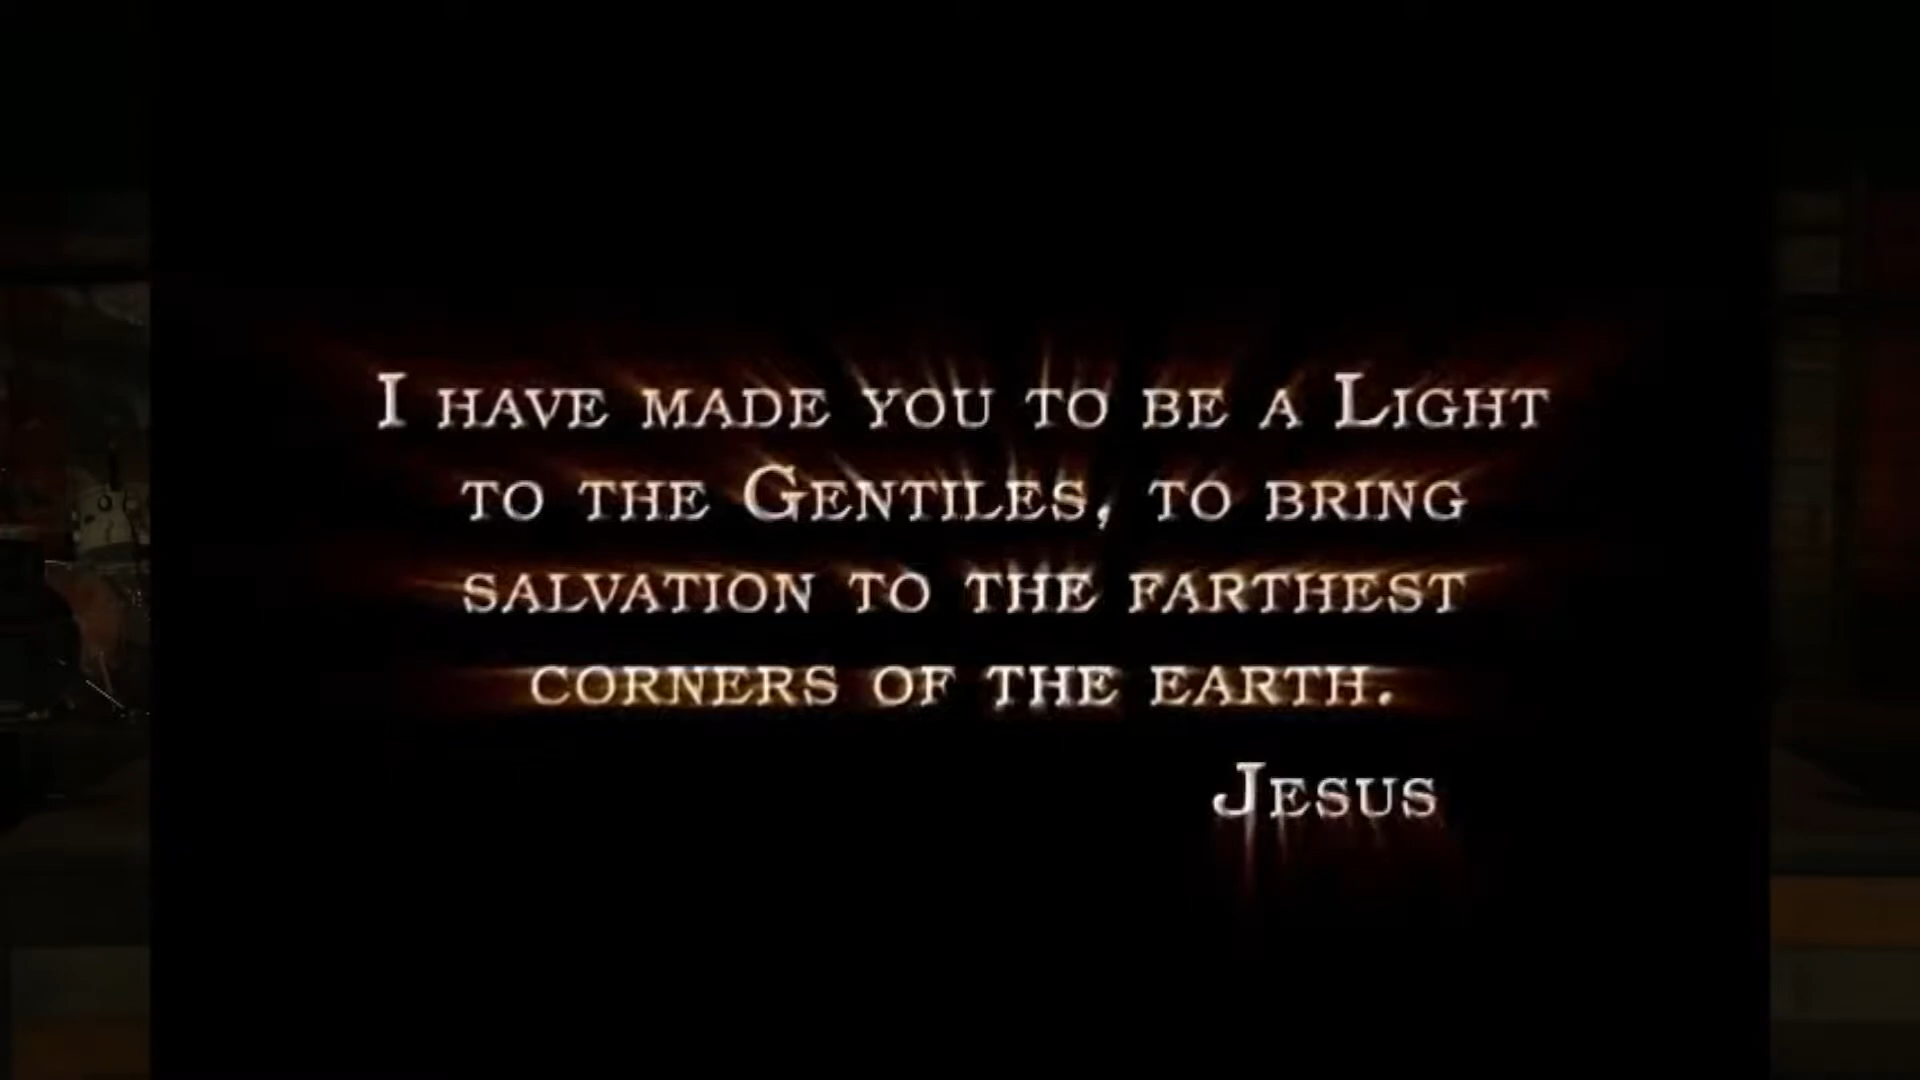 I HAVE MADE YOU TO BE A LIGHT
TO THE GENTILES, TO BRING
SALVATION TO THE FARTHEST
CORNERS OF THE EARTH.
JESUS